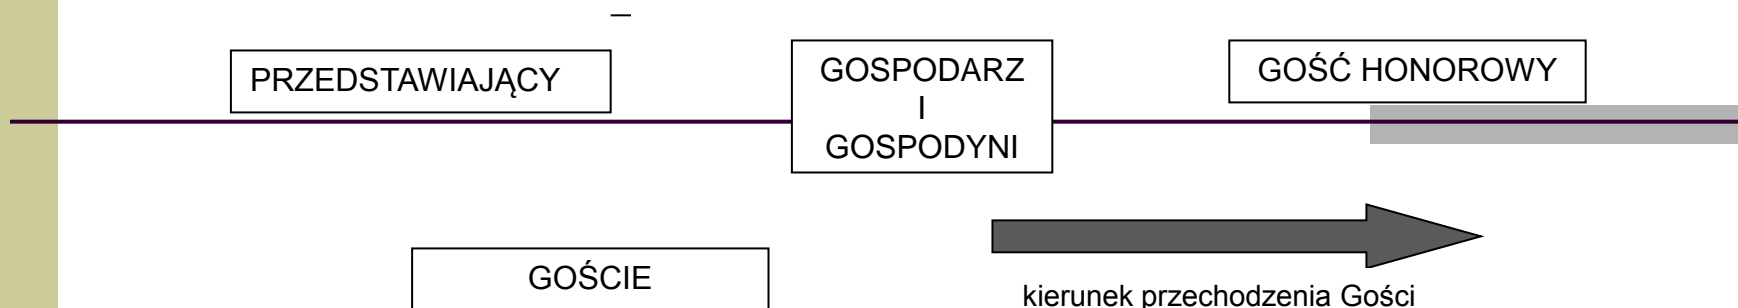 –
PRZEDSTAWIAJĄCY
GOSPODARZ
I
GOSPODYNI
GOŚĆ HONOROWY
GOŚCIE
kierunek przechodzenia Gości